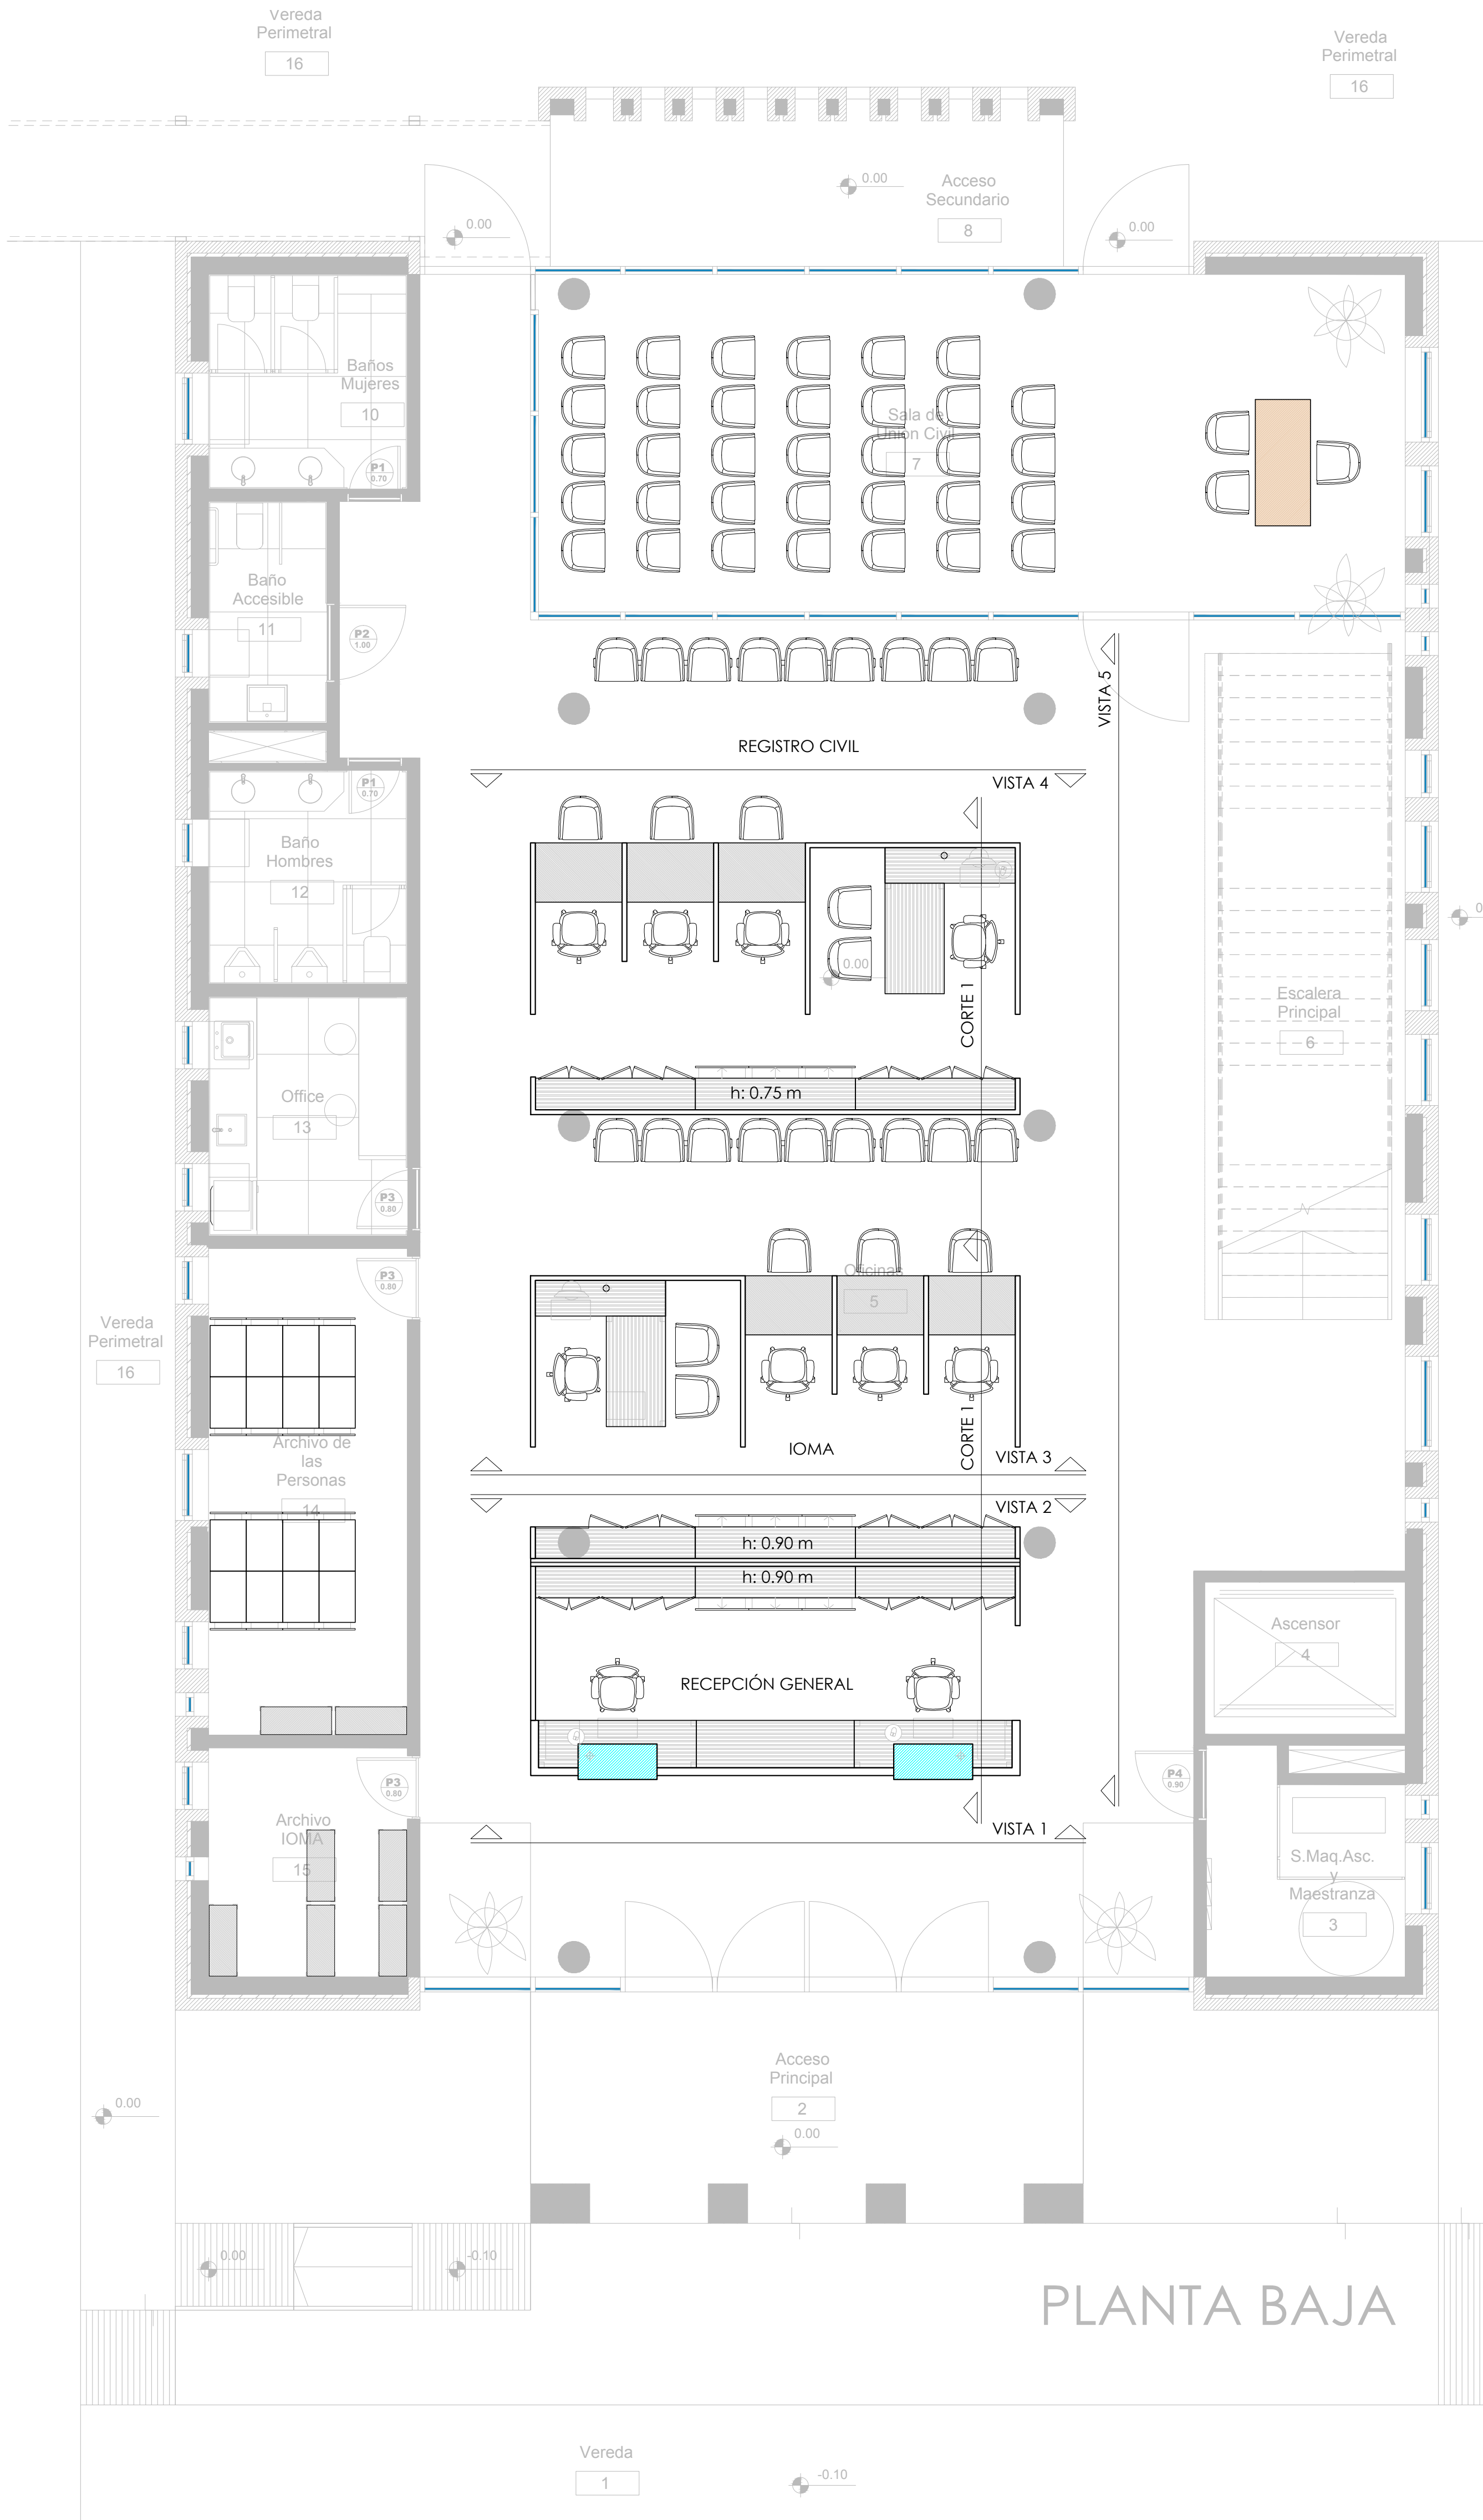 Vereda
Perimetral
16
Vereda
Perimetral
16
0.00
Acceso
Secundario
8
0.00
0.00
Baños
Mujeres
10
P1
0.70
Sala de
Union Civil
7
Baño
Accesible
11
P2
1.00
VISTA 5
REGISTRO CIVIL
VISTA 4
P1
0.70
Baño
Hombres
12
0.00
CORTE 1
Escalera
Principal
6
h: 0.75 m
Office
13
P3
0.80
P3
0.80
Oficinas
5
Vereda
Perimetral
16
Archivo de
las
Personas
14
IOMA
CORTE 1
VISTA 3
VISTA 2
h: 0.90 m
h: 0.90 m
Ascensor
4
RECEPCIÓN GENERAL
P3
0.80
P4
0.90
Archivo
IOMA
15
VISTA 1
S.Maq.Asc.
y
Maestranza
3
Acceso
Principal
2
0.00
0.00
0.00
-0.10
PLANTA BAJA
Vereda
1
-0.10